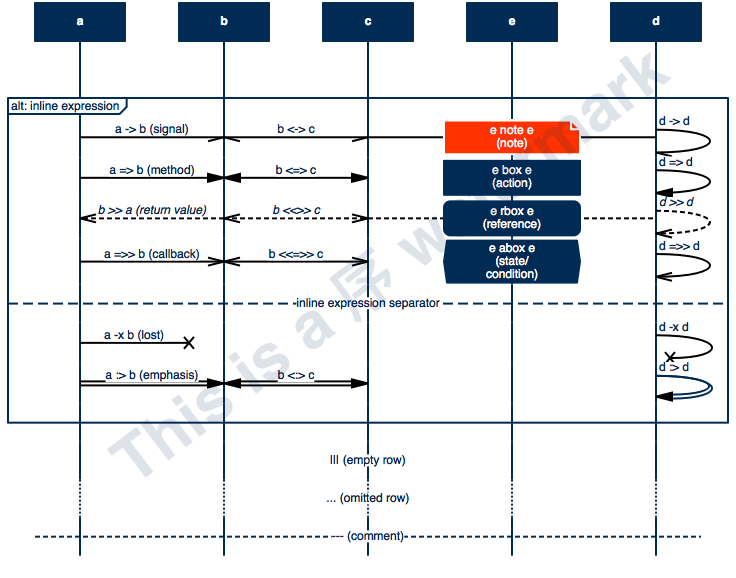 a b c e d
alt: inline expression
a -> b (signal) b <-> c e note e d -> d
(note)
a => b (method) b <=> c e box e d => d
(action)
b >> a (return value) b <<>> c e rbox e d >> d
(reference)
a =>> b (callback) b <<=>> c e abox e d =>> d
(state/
condition)
inline expression separator
a -x b (lost) d -x d
a :> b (emphasis) b <:> c d :> d
||| (empty row)
... (omitted row)
--- (comment)
This is a 序 watermark